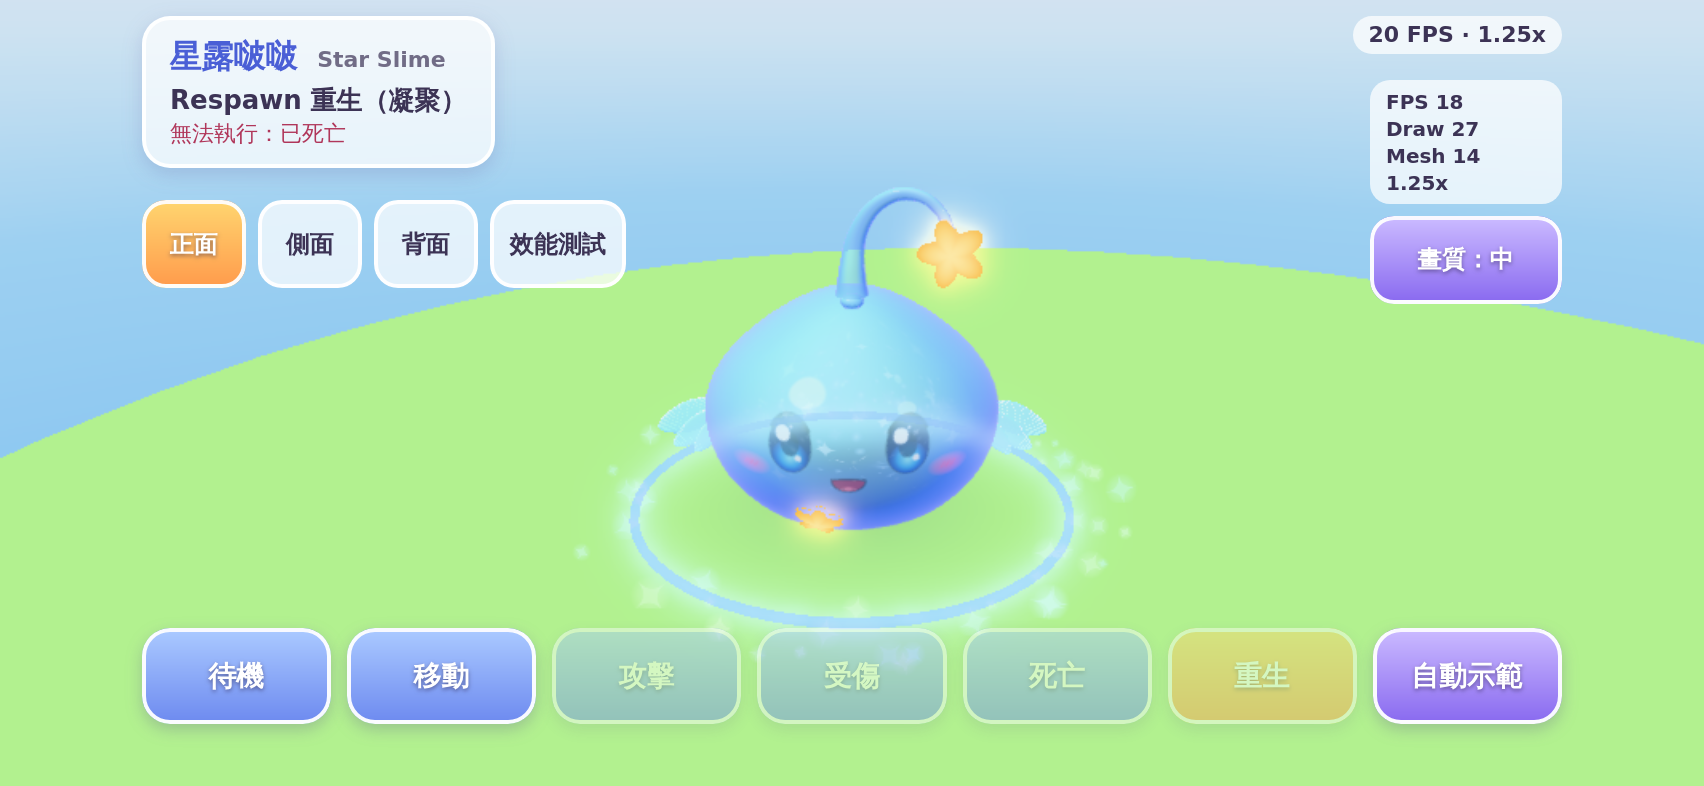 星露啵啵 Star Slime
Respawn 重生（凝聚）
無法執行：已死亡
正面
側面
背面
效能測試
20 FPS · 1.25x
FPS 18
Draw 27
Mesh 14
1.25x
畫質：中
待機
移動
攻擊
受傷
死亡
重生
自動示範